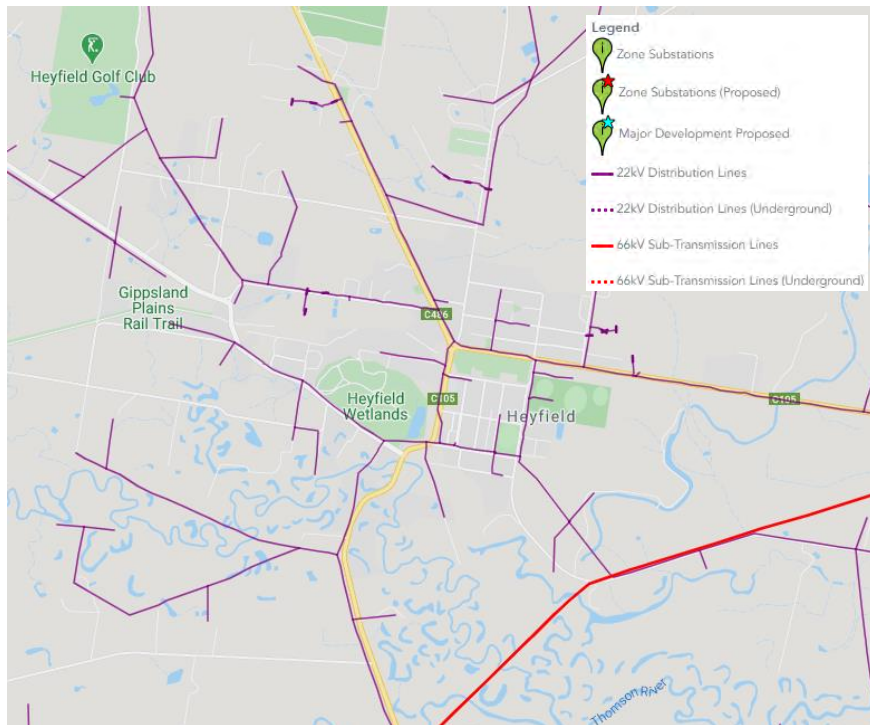 Legend
Zone Substations
Zone Substations (Proposed)
Major Development Proposed
22kV Distribution Lines
22kV Distribution Lines (Underground)
66kV Sub-Transmission Lines
66kV Sub-Transmission Lines (Underground)
Heyfield Golf Club
Gippsland
Plains
Rail Trail
C486
Heyfield
Wetlands
C105
Heyfield
C105
Thomson River